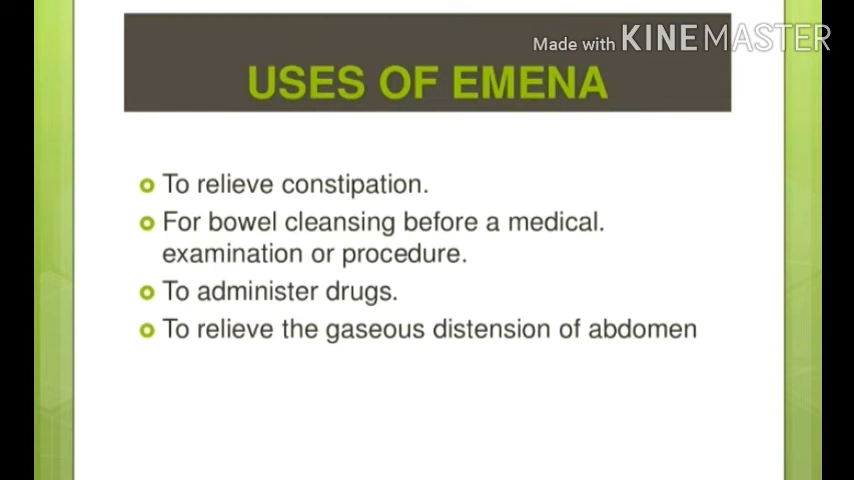 Made with KINEMASTER
USES OF EMENA
To relieve constipation.
For bowel cleansing before a medical.
examination or procedure.
To administer drugs.
To relieve the gaseous distension of abdomen